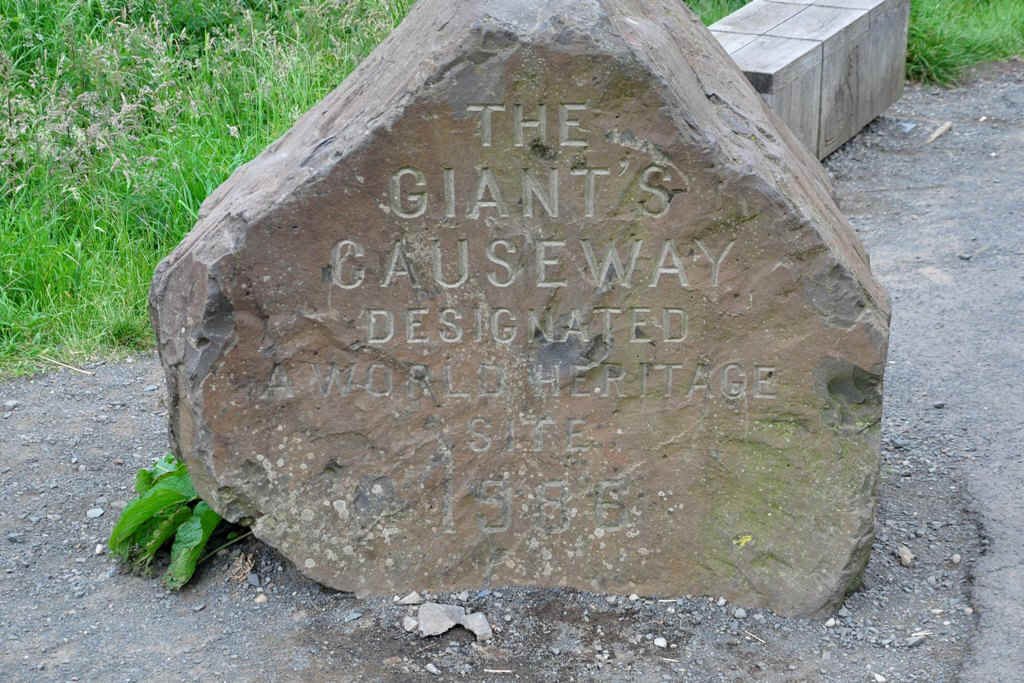 THE
GIANT'S
CAUSEWAY
DESIGNATED
A WORLD HERITAGE
SITE
1986